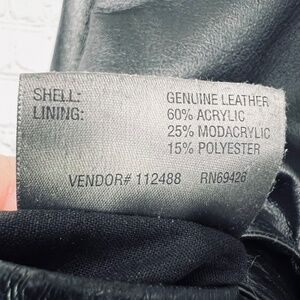 SHELL: GENUINE LEATHER
LINING: 60% ACRYLIC
25% MODACRYLIC
15% POLYESTER
VENDOR# 112488 RN69426